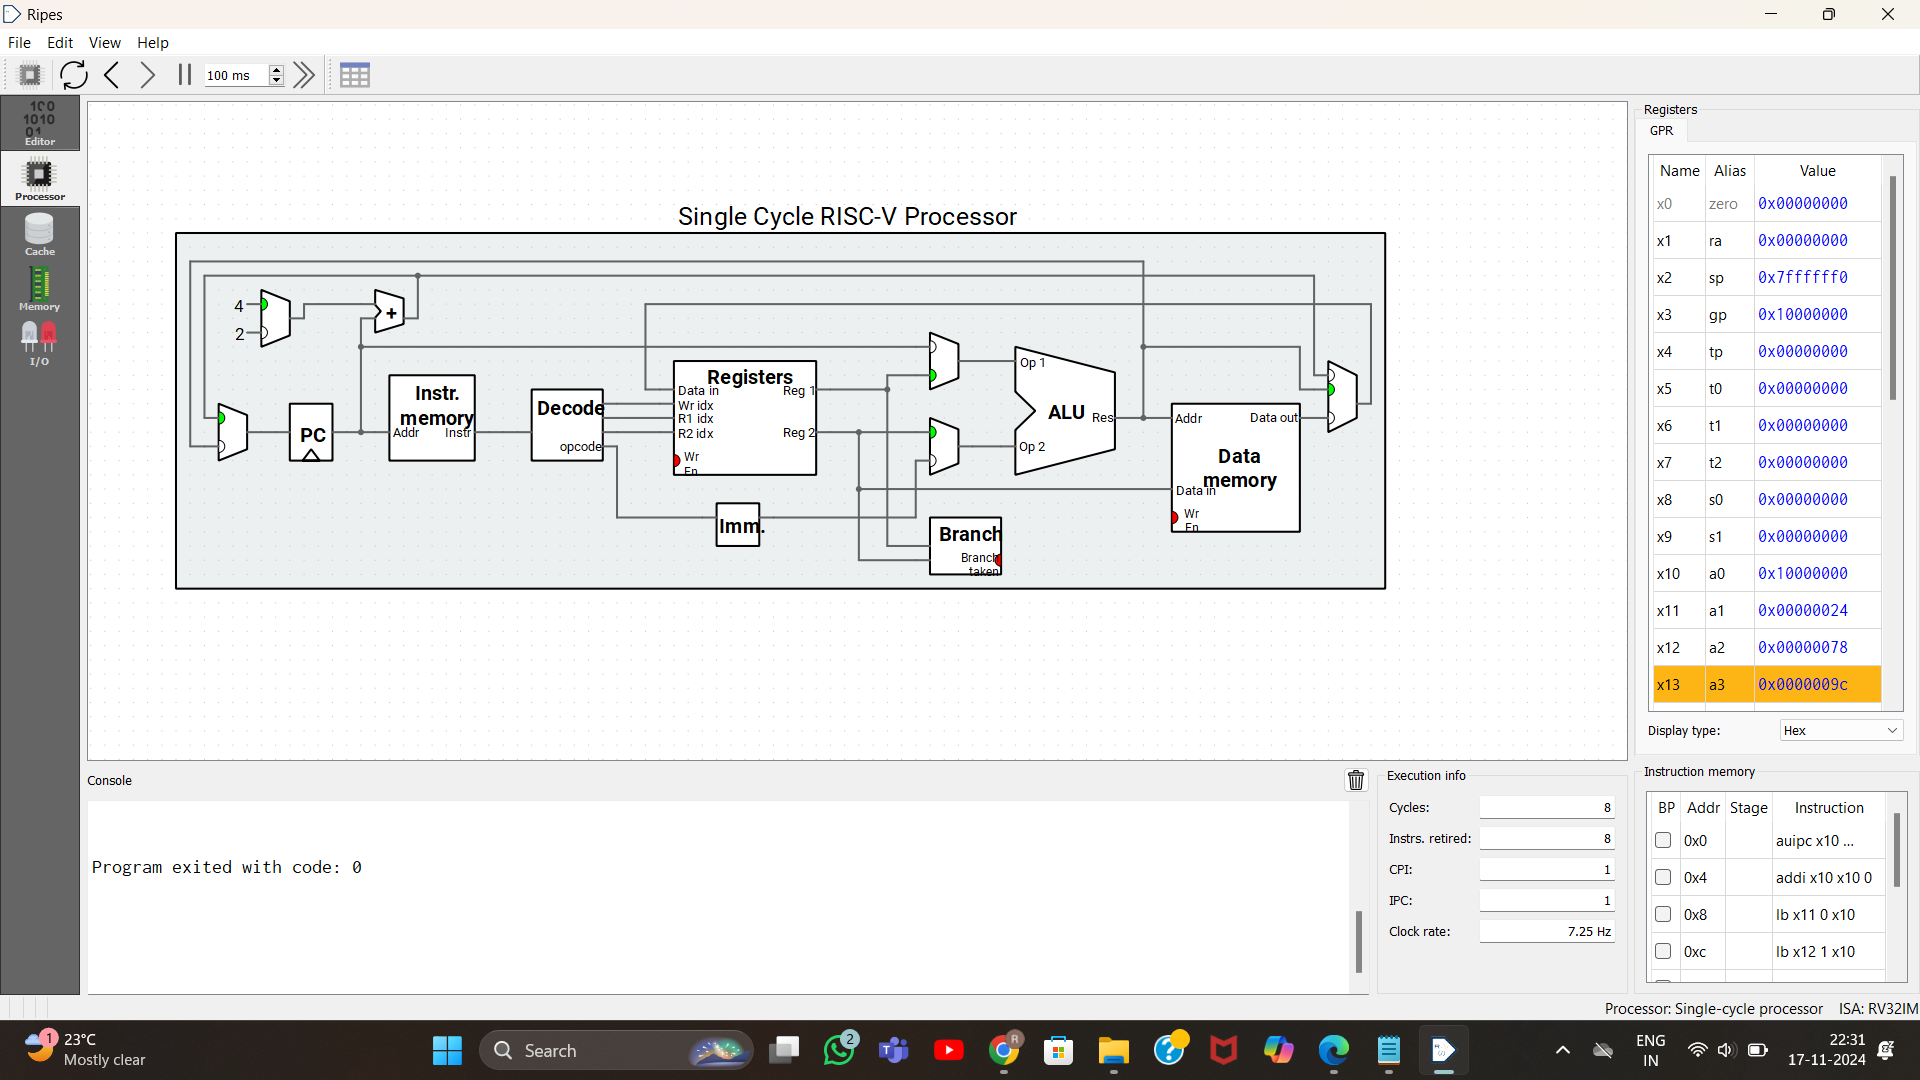 Ripes
File Edit View Help
100 ms
Editor
Processor
Cache
Memory
I/O
Single Cycle RISC-V Processor
4
2
+
PC
Instr.
memory
Addr
Instr
Decode
opcode
Registers
Data in
Wr idx
R1 idx
R2 idx
Wr
En
Reg 1
Reg 2
Imm.
Op 1
Op 2
ALU
Res
Branch
Branch
taken
Addr
Data out
Data
memory
Data in
Wr
En
Registers
GPR
Name Alias Value
x0 zero 0x00000000
x1 ra 0x00000000
x2 sp 0x7ffffff0
x3 gp 0x10000000
x4 tp 0x00000000
x5 t0 0x00000000
x6 t1 0x00000000
x7 t2 0x00000000
x8 s0 0x00000000
x9 s1 0x00000000
x10 a0 0x10000000
x11 a1 0x00000024
x12 a2 0x00000078
x13 a3 0x0000009c
Display type: Hex
Console
Program exited with code: 0
Execution info
Cycles: 8
Instrs. retired: 8
CPI: 1
IPC: 1
Clock rate: 7.25 Hz
Instruction memory
BP Addr Stage Instruction
0x0 auipc x10 ...
0x4 addi x10 x10 0
0x8 lb x11 0 x10
0xc lb x12 1 x10
Processor: Single-cycle processor ISA: RV32IM
1
23°C
Mostly clear
Search
2
R
ENG
IN
22:31
17-11-2024